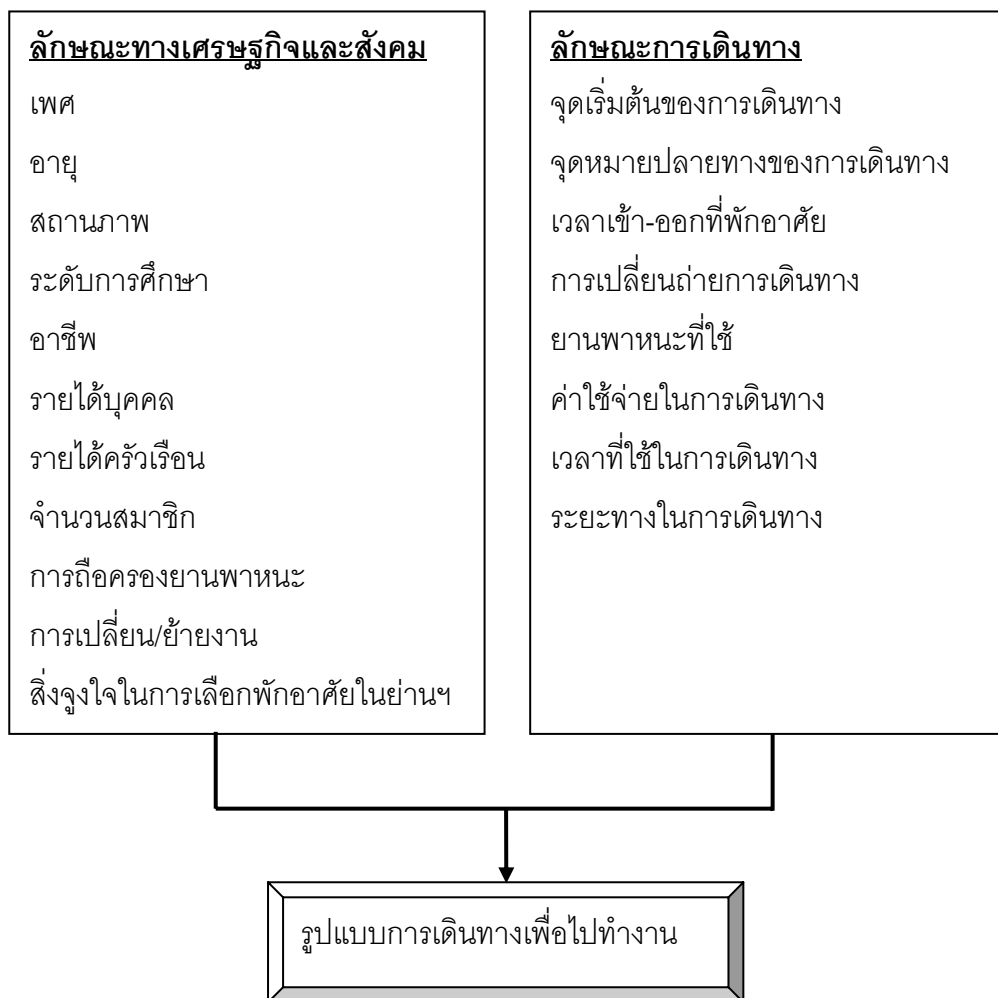 ลักษณะทางเศรษฐกิจและสังคม
เพศ
อายุ
สถานภาพ
ระดับการศึกษา
อาชีพ
รายได้บุคคล
รายได้ครัวเรือน
จำนวนสมาชิก
การถือครองยานพาหนะ
การเปลี่ยน/ย้ายงาน
สิ่งจูงใจในการเลือกพักอาศัยในย่านฯ
ลักษณะการเดินทาง
จุดเริ่มต้นของการเดินทาง
จุดหมายปลายทางของการเดินทาง
เวลาเข้า-ออกที่พักอาศัย
การเปลี่ยนถ่ายการเดินทาง
ยานพาหนะที่ใช้
ค่าใช้จ่ายในการเดินทาง
เวลาที่ใช้ในการเดินทาง
ระยะทางในการเดินทาง
รูปแบบการเดินทางเพื่อไปทำงาน